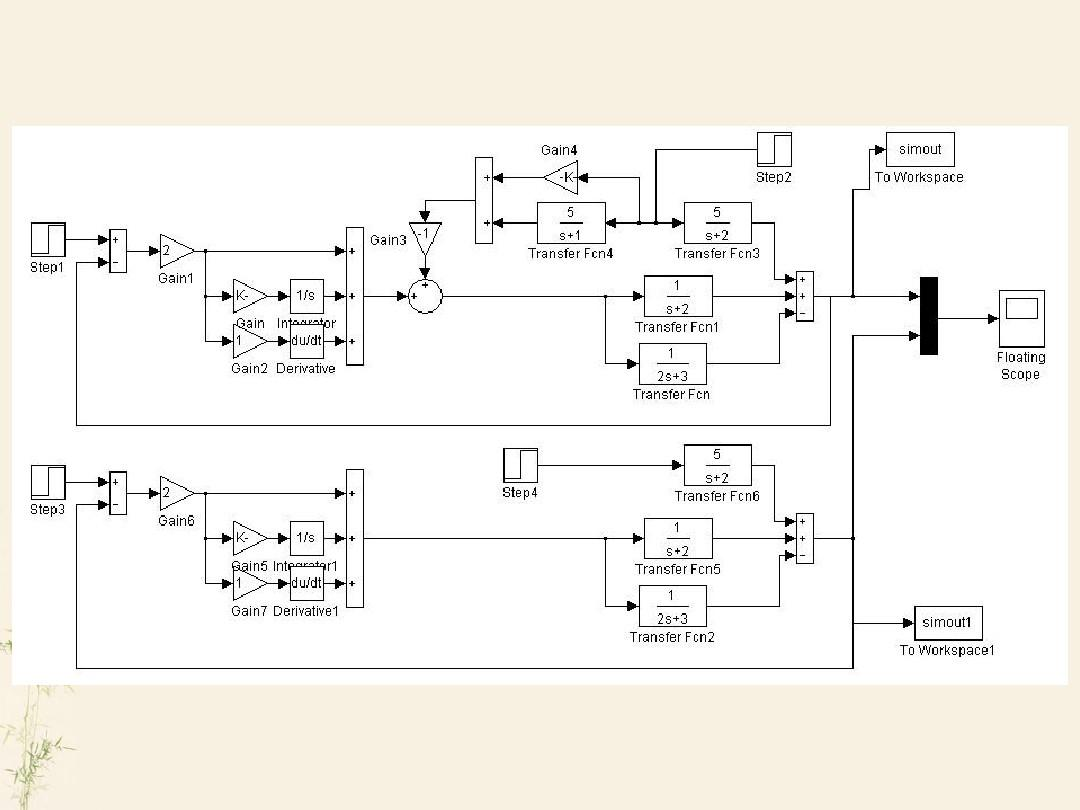 Gain4
simout
-K-
Step2
To Workspace
+
5
s+1
5
s+2
+
Gain3
-1
Transfer Fcn4
Transfer Fcn3
Step1
+
−
2
Gain1
+
K-
1/s
+
+
+
1
s+2
+
+
−
Gain
Integrator
Transfer Fcn1
1
du/dt
+
1
2s+3
Gain2
Derivative
Transfer Fcn
Floating
Scope
Step3
+
−
2
Gain6
+
Step4
5
s+2
Transfer Fcn6
K-
1/s
+
1
s+2
+
+
−
Gain5
Integrator1
Transfer Fcn5
1
du/dt
+
1
2s+3
Gain7
Derivative1
Transfer Fcn2
simout1
To Workspace1